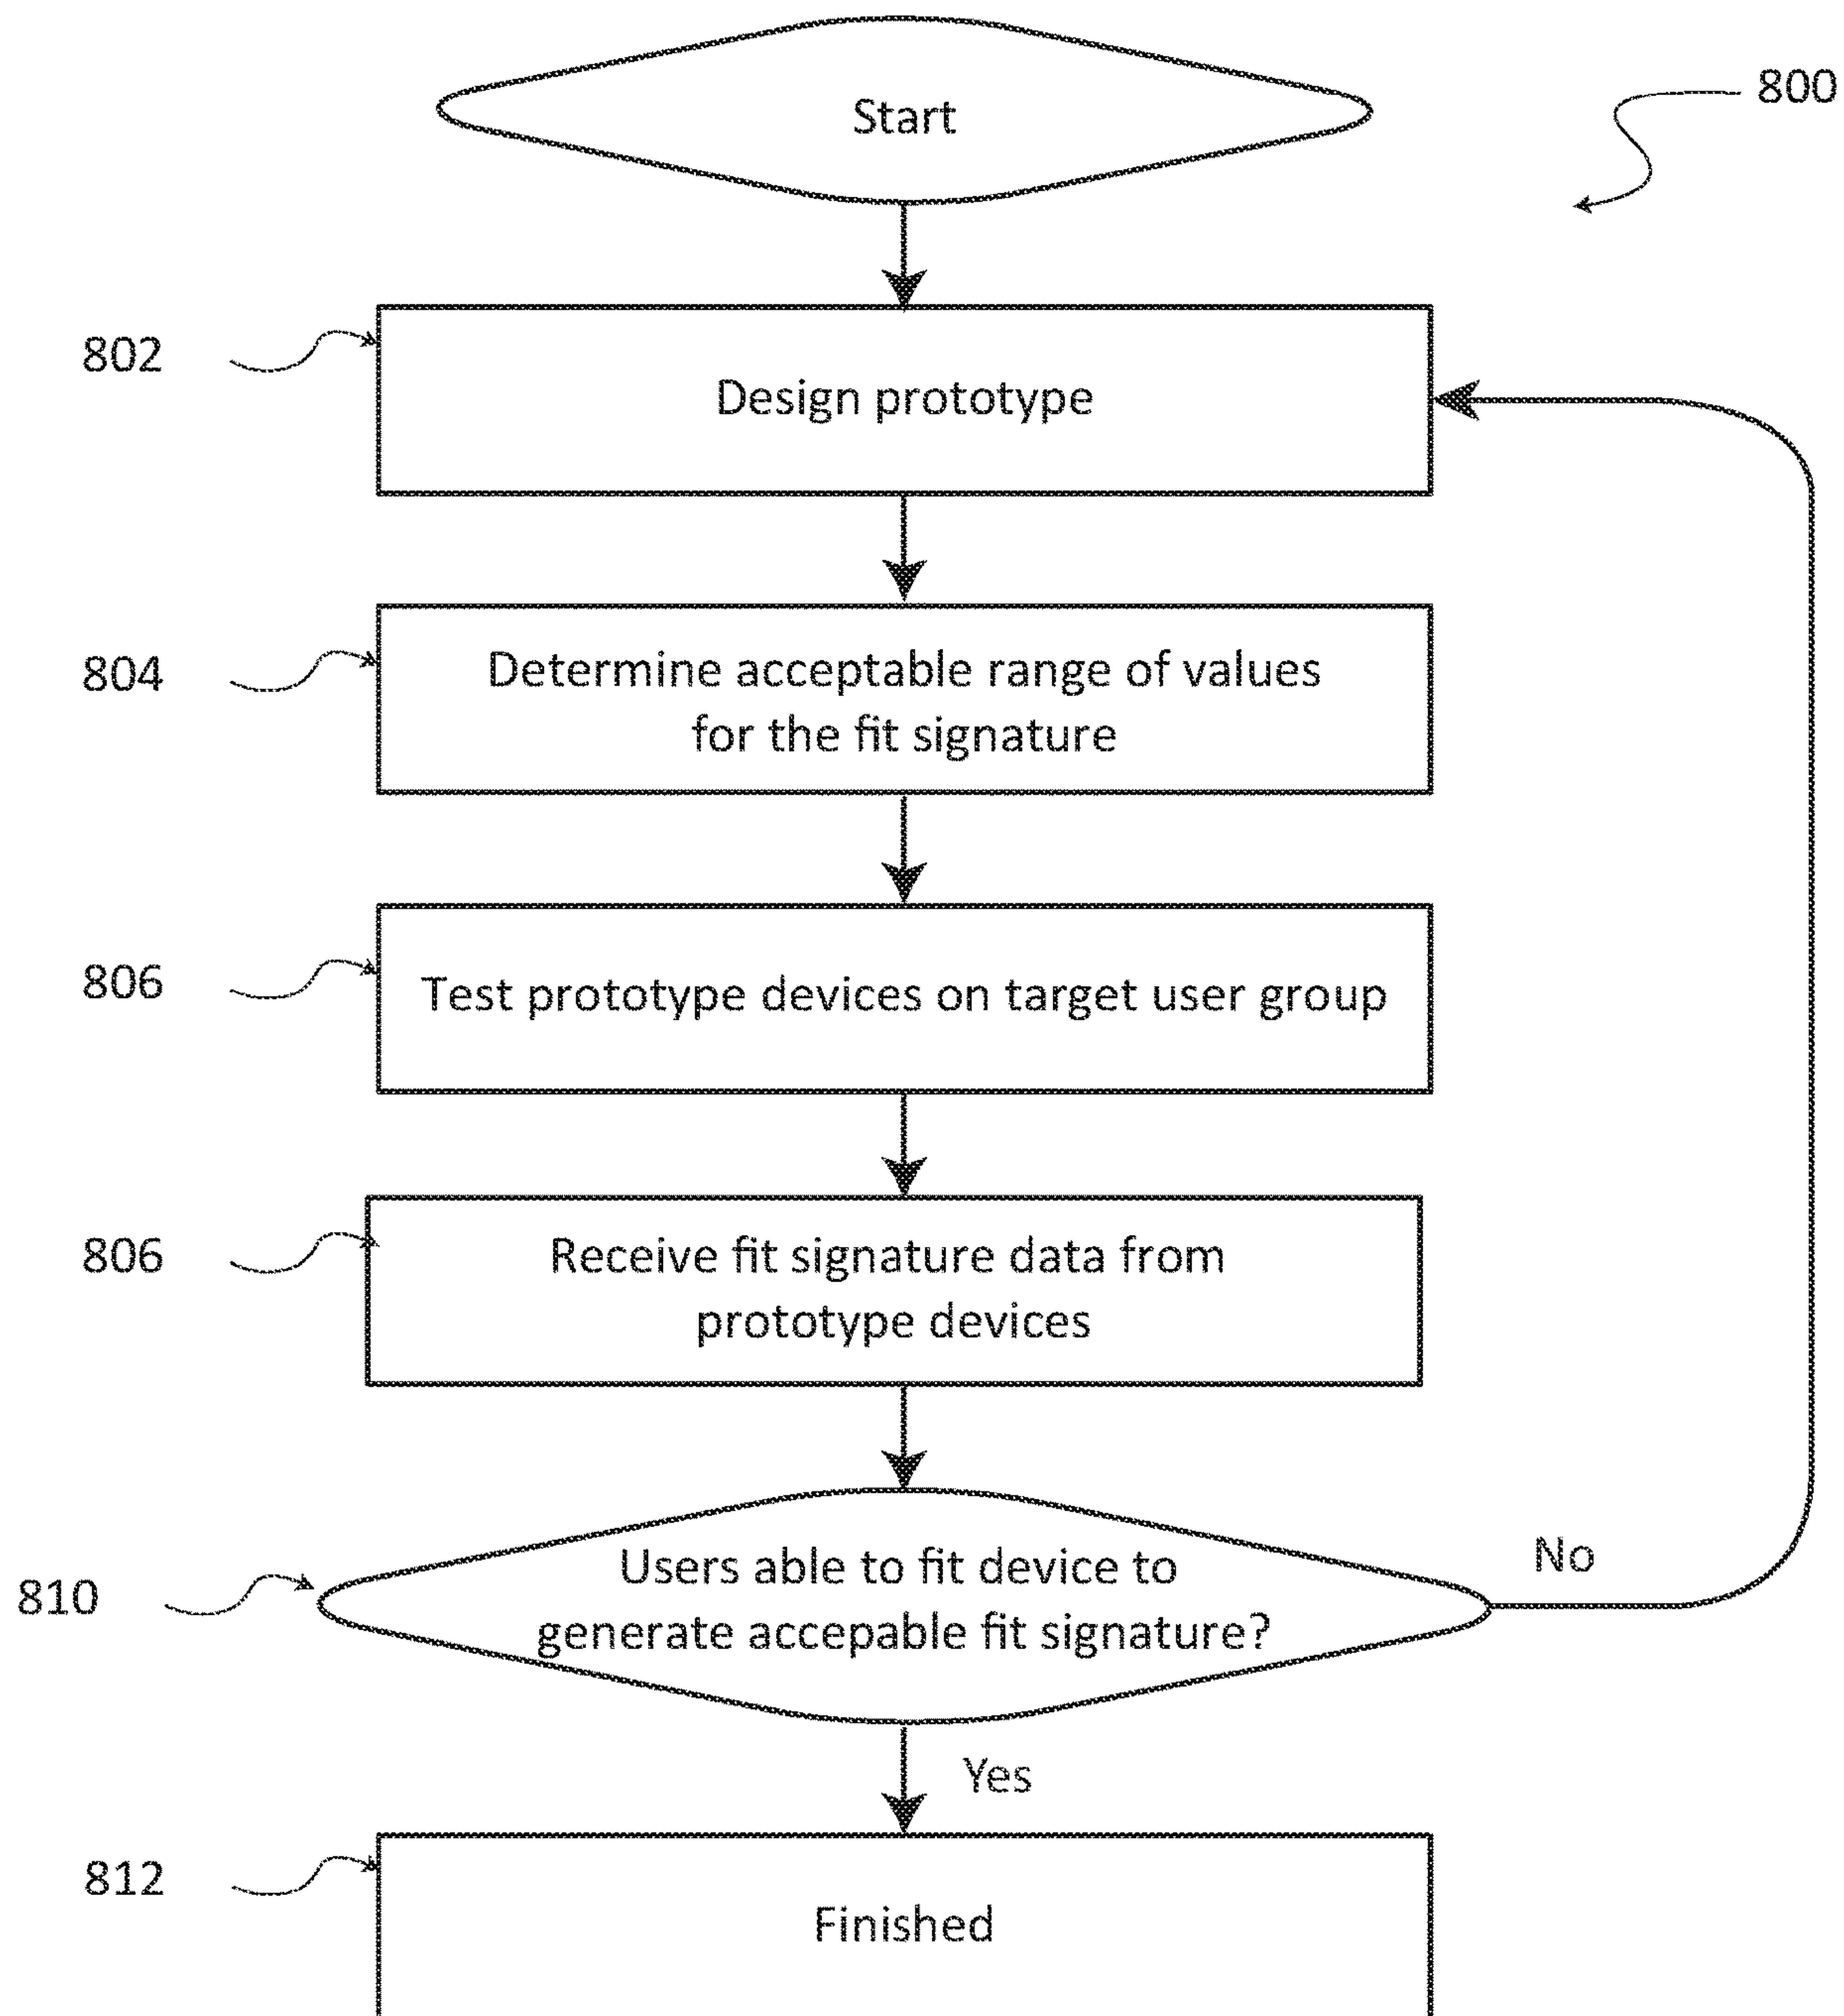 Start
800
802
Design prototype
804
Determine acceptable range of values
for the fit signature
806
Test prototype devices on target user group
806
Receive fit signature data from
prototype devices
810
Users able to fit device to
generate accepable fit signature?
No
Yes
812
Finished